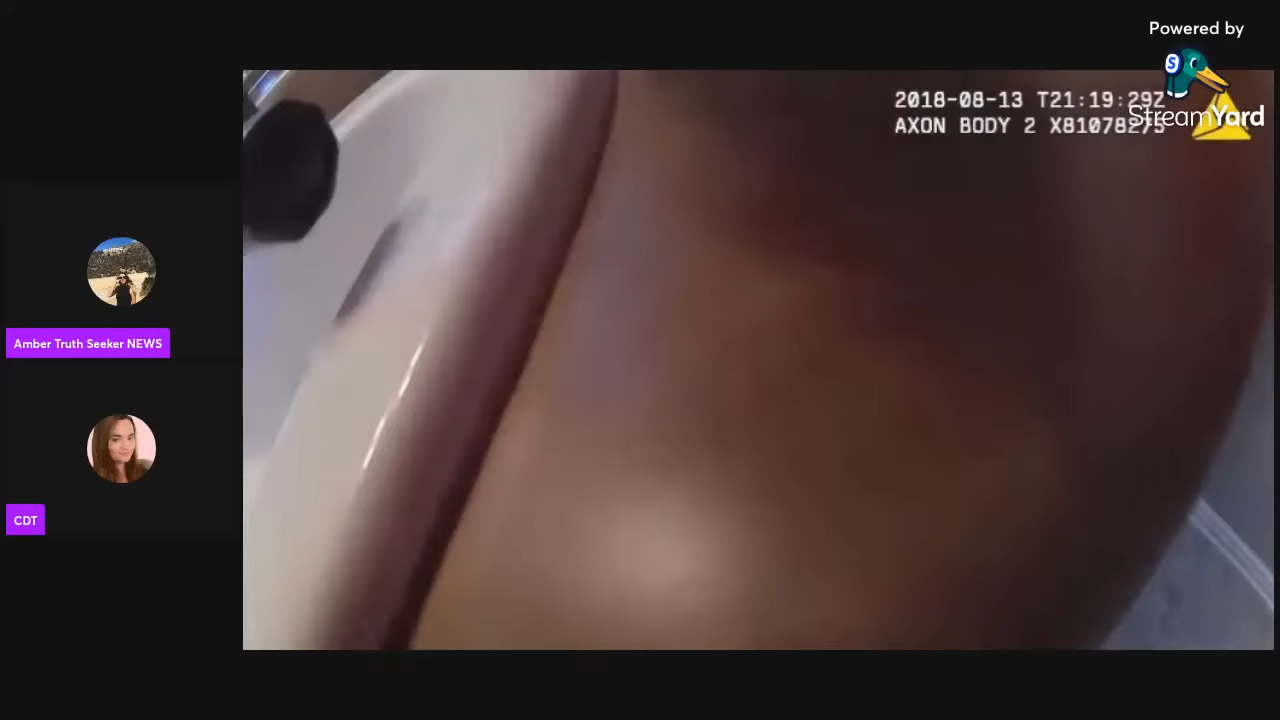 Powered by
StreamYard
2018-08-13 T21:19:29Z
AXON BODY 2 X81078275
Amber Truth Seeker NEWS
CDT